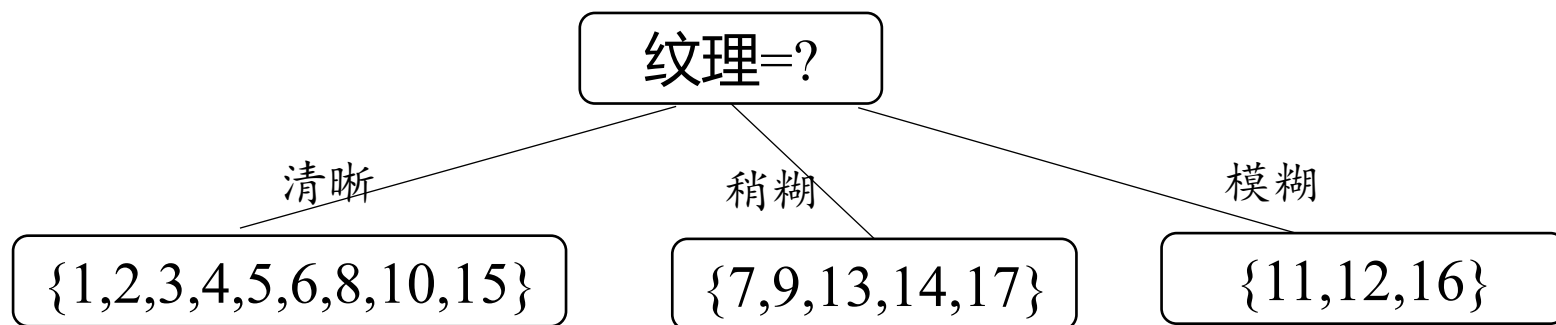 纹理=?
清晰
稍糊
模糊
{1,2,3,4,5,6,8,10,15}
{7,9,13,14,17}
{11,12,16}